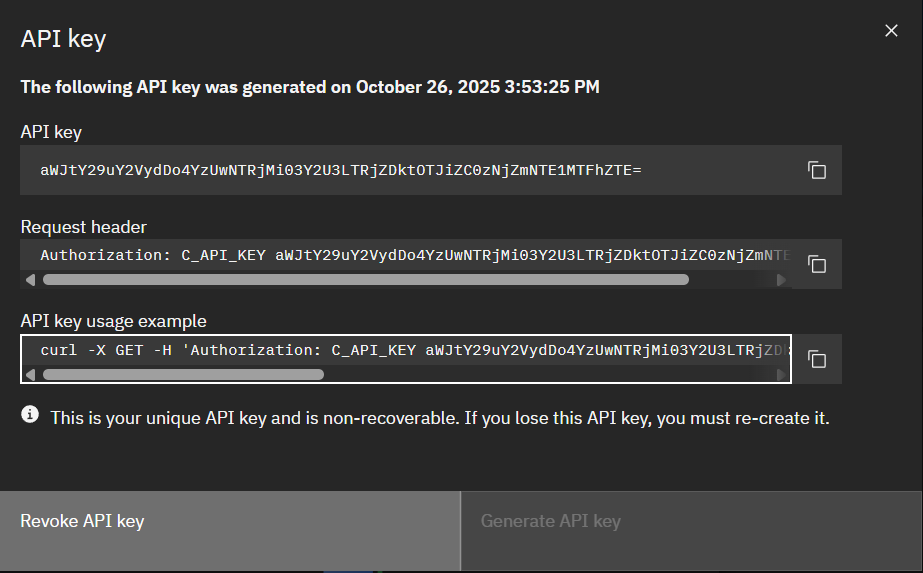 API key
The following API key was generated on October 26, 2025 3:53:25 PM
API key
aWJtY29uY2VydDo4YzUwNTRjMi03Y2U3LTRjZDktOTJiZC0zNjZmNTE1MTFhZTE=
Request header
Authorization: C_API_KEY aWJtY29uY2VydDo4YzUwNTRjMi03Y2U3LTRjZDktOTJiZC0zNjZmNTE
API key usage example
curl -X GET -H 'Authorization: C_API_KEY aWJtY29uY2VydDo4YzUwNTRjMi03Y2U3LTRjZD
This is your unique API key and is non-recoverable. If you lose this API key, you must re-create it.
Revoke API key
Generate API key